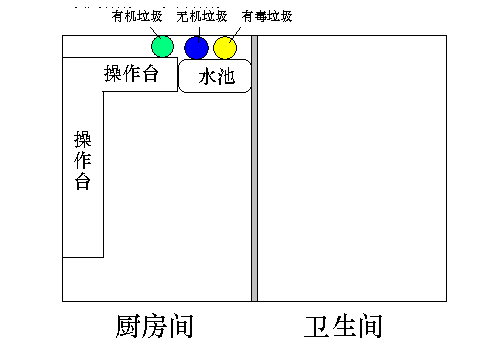 有机垃圾 无机垃圾 有毒垃圾
操作台 水池
操作台
厨房间 卫生间